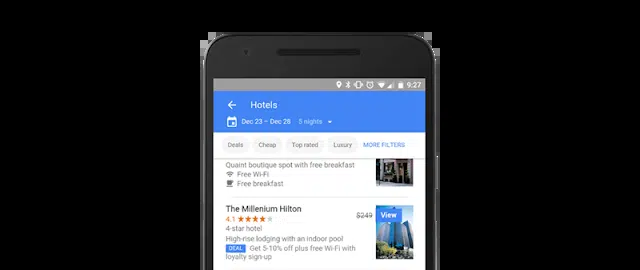 9:27
Hotels
Dec 23 – Dec 28 5 nights
Deals Cheap Top rated Luxury MORE FILTERS
Quaint boutique spot with free breakfast
Free Wi-Fi
Free breakfast
The Millenium Hilton $249 View
4.1
4-star hotel
High-rise lodging with an indoor pool
DEAL Get 5-10% off plus free Wi-Fi with
loyalty sign-up